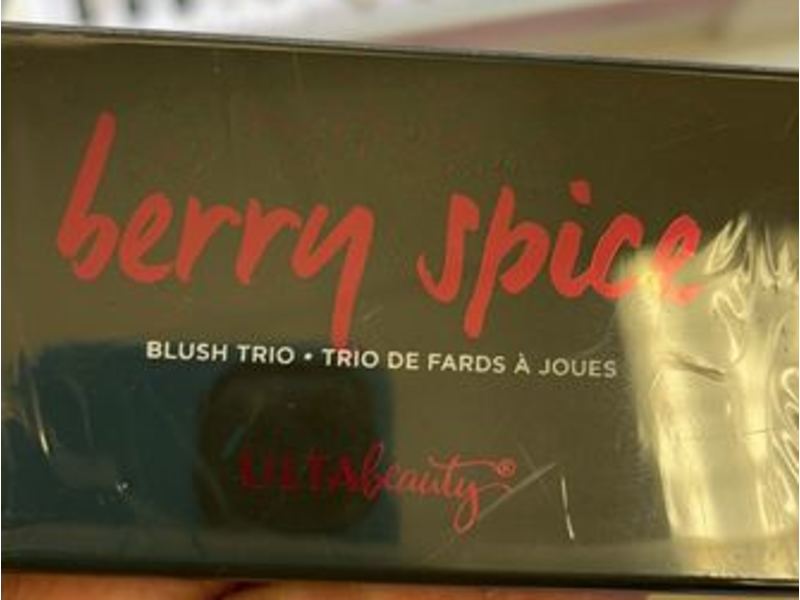 berry spice
BLUSH TRIO • TRIO DE FARDS À JOUES
ULTAbeauty®